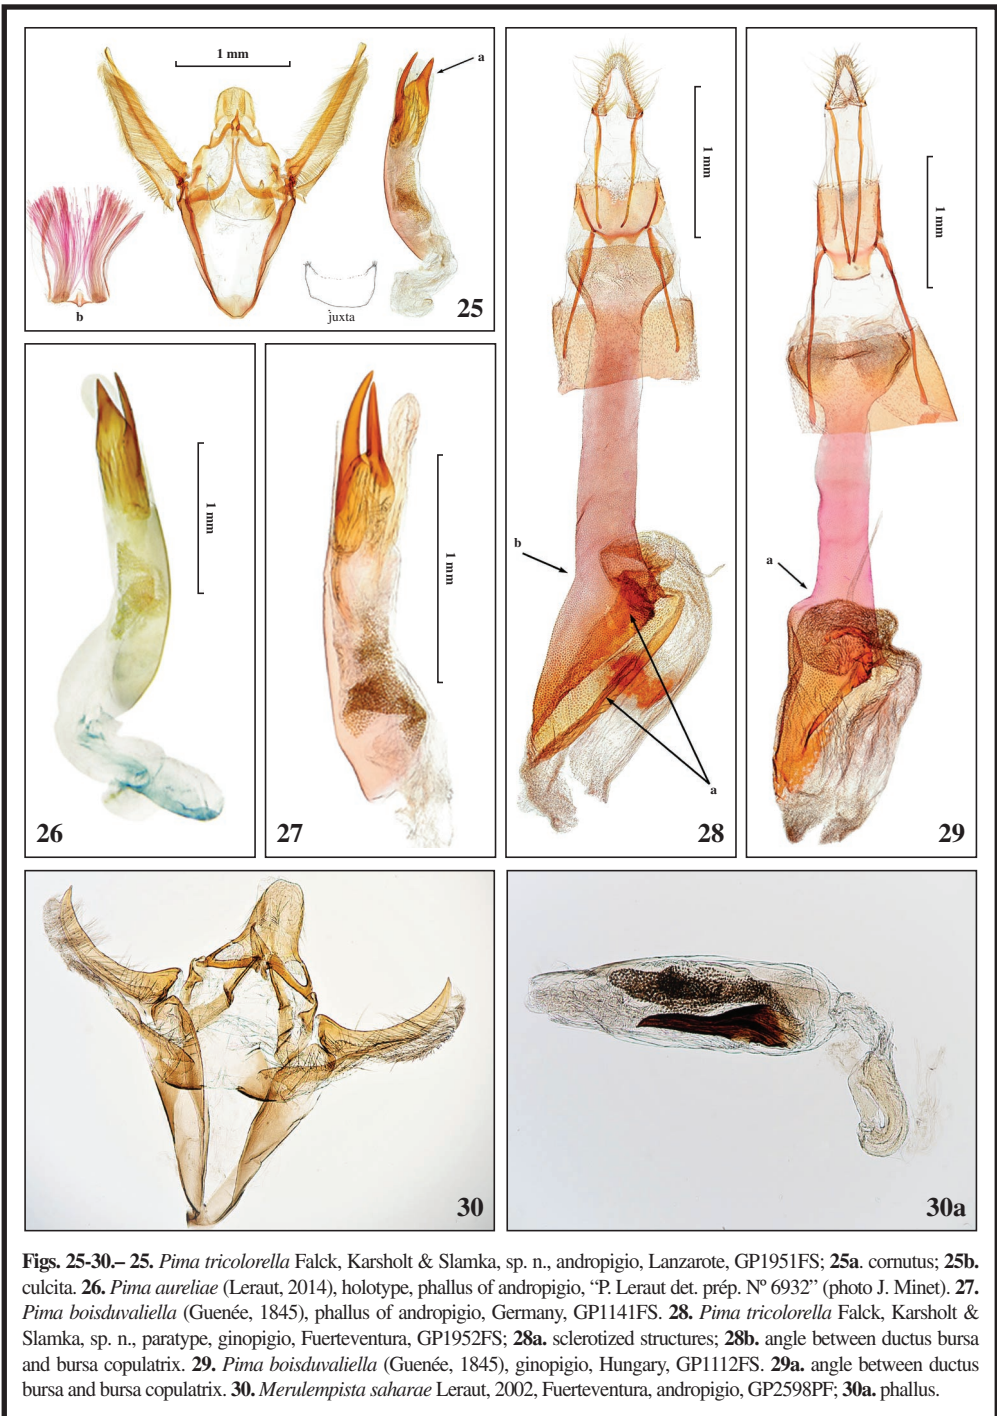 1 mm
a
b
juxta
25
1 mm
26
1 mm
27
1 mm
b
a
28
1 mm
a
29
30
30a
Figs. 25-30.– 25. Pima tricolorella Falck, Karsholt & Slamka, sp. n., andropigio, Lanzarote, GP1951FS; 25a. cornutus; 25b.
culcita. 26. Pima aureliae (Leraut, 2014), holotype, phallus of andropigio, “P. Leraut det. prép. Nº 6932” (photo J. Minet). 27.
Pima boisduvaliella (Guenée, 1845), phallus of andropigio, Germany, GP1141FS. 28. Pima tricolorella Falck, Karsholt &
Slamka, sp. n., paratype, ginopigio, Fuerteventura, GP1952FS; 28a. sclerotized structures; 28b. angle between ductus bursa
and bursa copulatrix. 29. Pima boisduvaliella (Guenée, 1845), ginopigio, Hungary, GP1112FS. 29a. angle between ductus
bursa and bursa copulatrix. 30. Merulempista saharae Leraut, 2002, Fuerteventura, andropigio, GP2598PF; 30a. phallus.